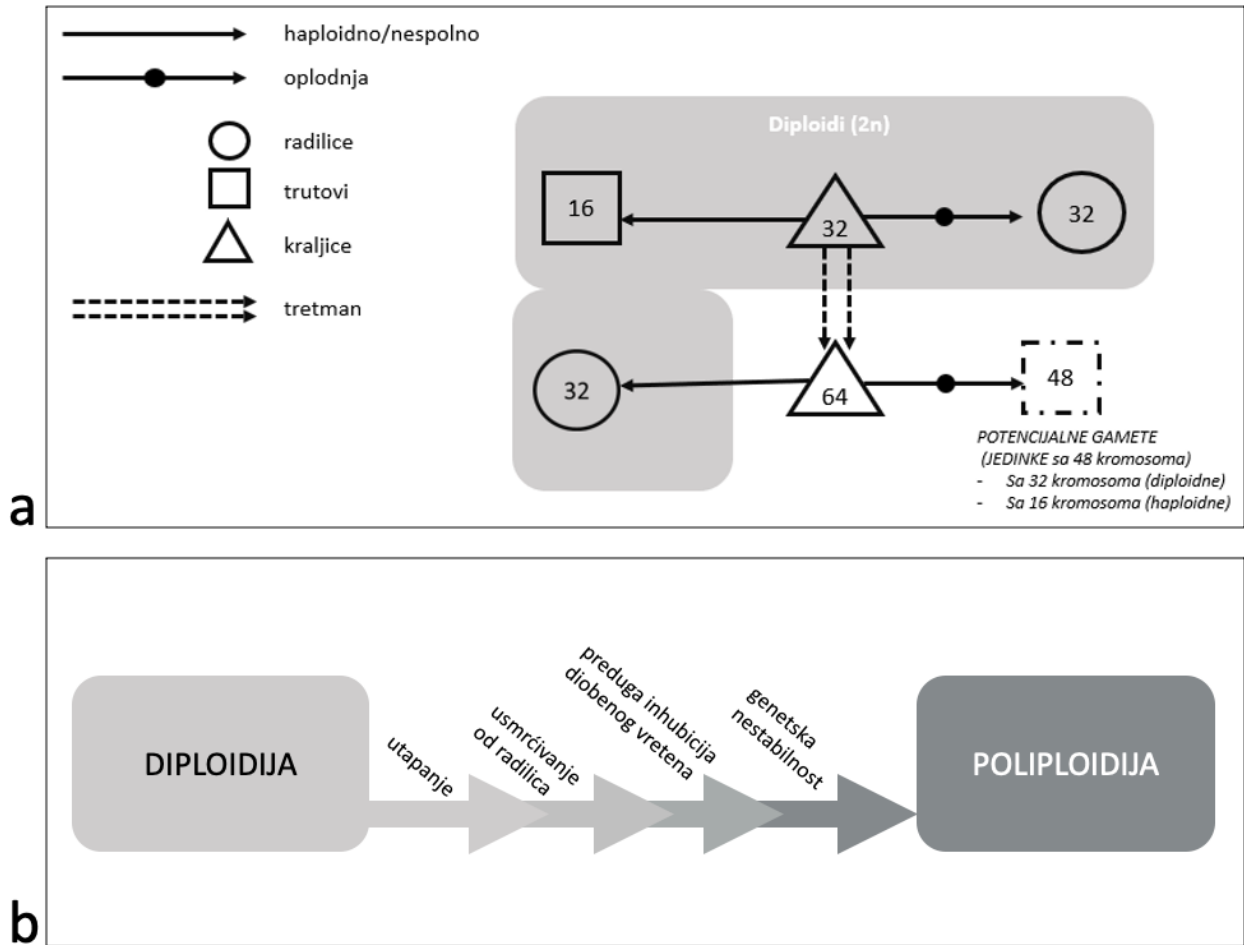 haploidno/nespolno
oplodnja
radilice
trutovi
kraljice
tretman
Diploidi (2n)
16
32
32
32
64
48
POTENCIJALNE GAMETE
(JEDINKE sa 48 kromosoma)
- Sa 32 kromosoma (diploidne)
- Sa 16 kromosoma (haploidne)
a
DIPLOIDIJA
utapanje
usmrćivanje
od radilica
preduga inhubicija
diobenog vretena
genetska
nestabilnost
POLIPLOIDIJA
b